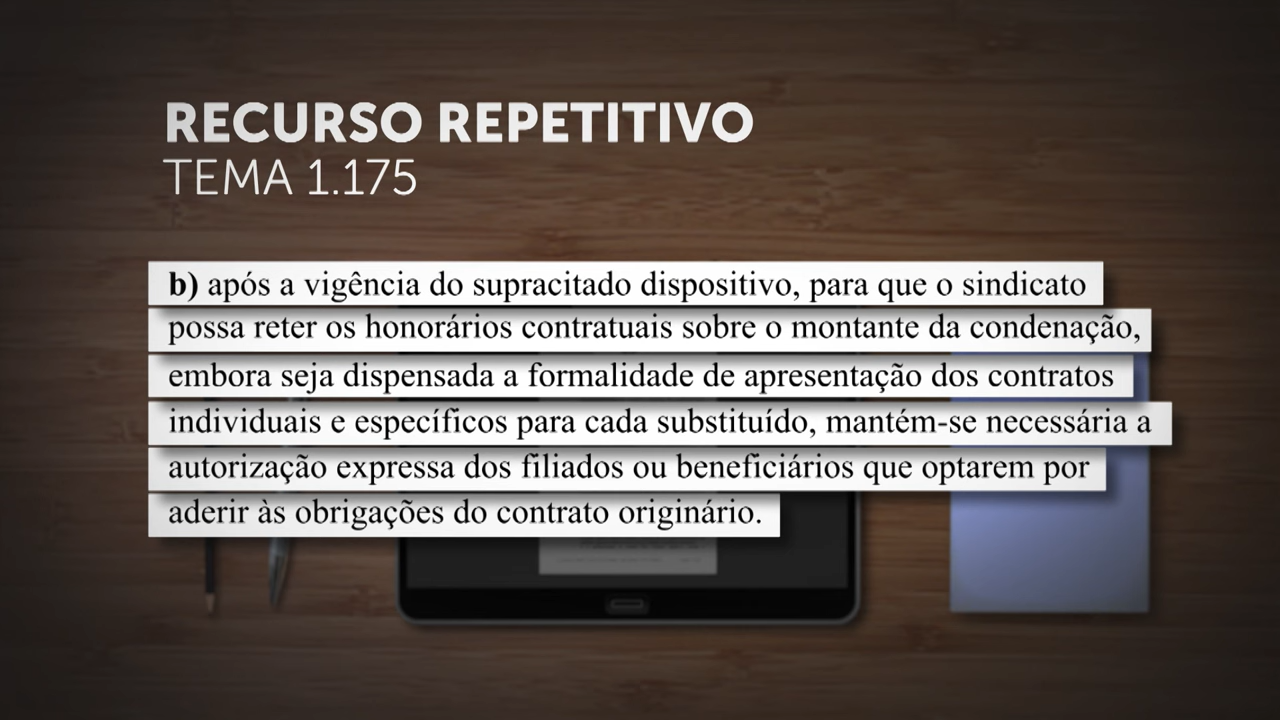 RECURSO REPETITIVO
TEMA 1.175
b) após a vigência do supracitado dispositivo, para que o sindicato
possa reter os honorários contratuais sobre o montante da condenação,
embora seja dispensada a formalidade de apresentação dos contratos
individuais e específicos para cada substituído, mantém-se necessária a
autorização expressa dos filiados ou beneficiários que optarem por
aderir às obrigações do contrato originário.